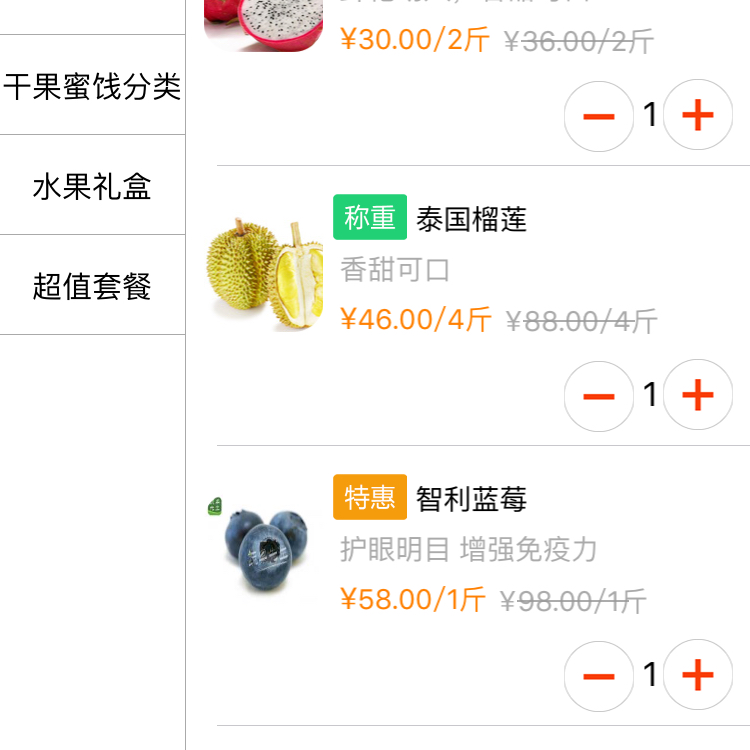 干果蜜饯分类
水果礼盒
超值套餐
¥30.00/2斤 ¥36.00/2斤
1
称重 泰国榴莲
香甜可口
¥46.00/4斤 ¥88.00/4斤
1
特惠 智利蓝莓
护眼明目 增强免疫力
¥58.00/1斤 ¥98.00/1斤
1